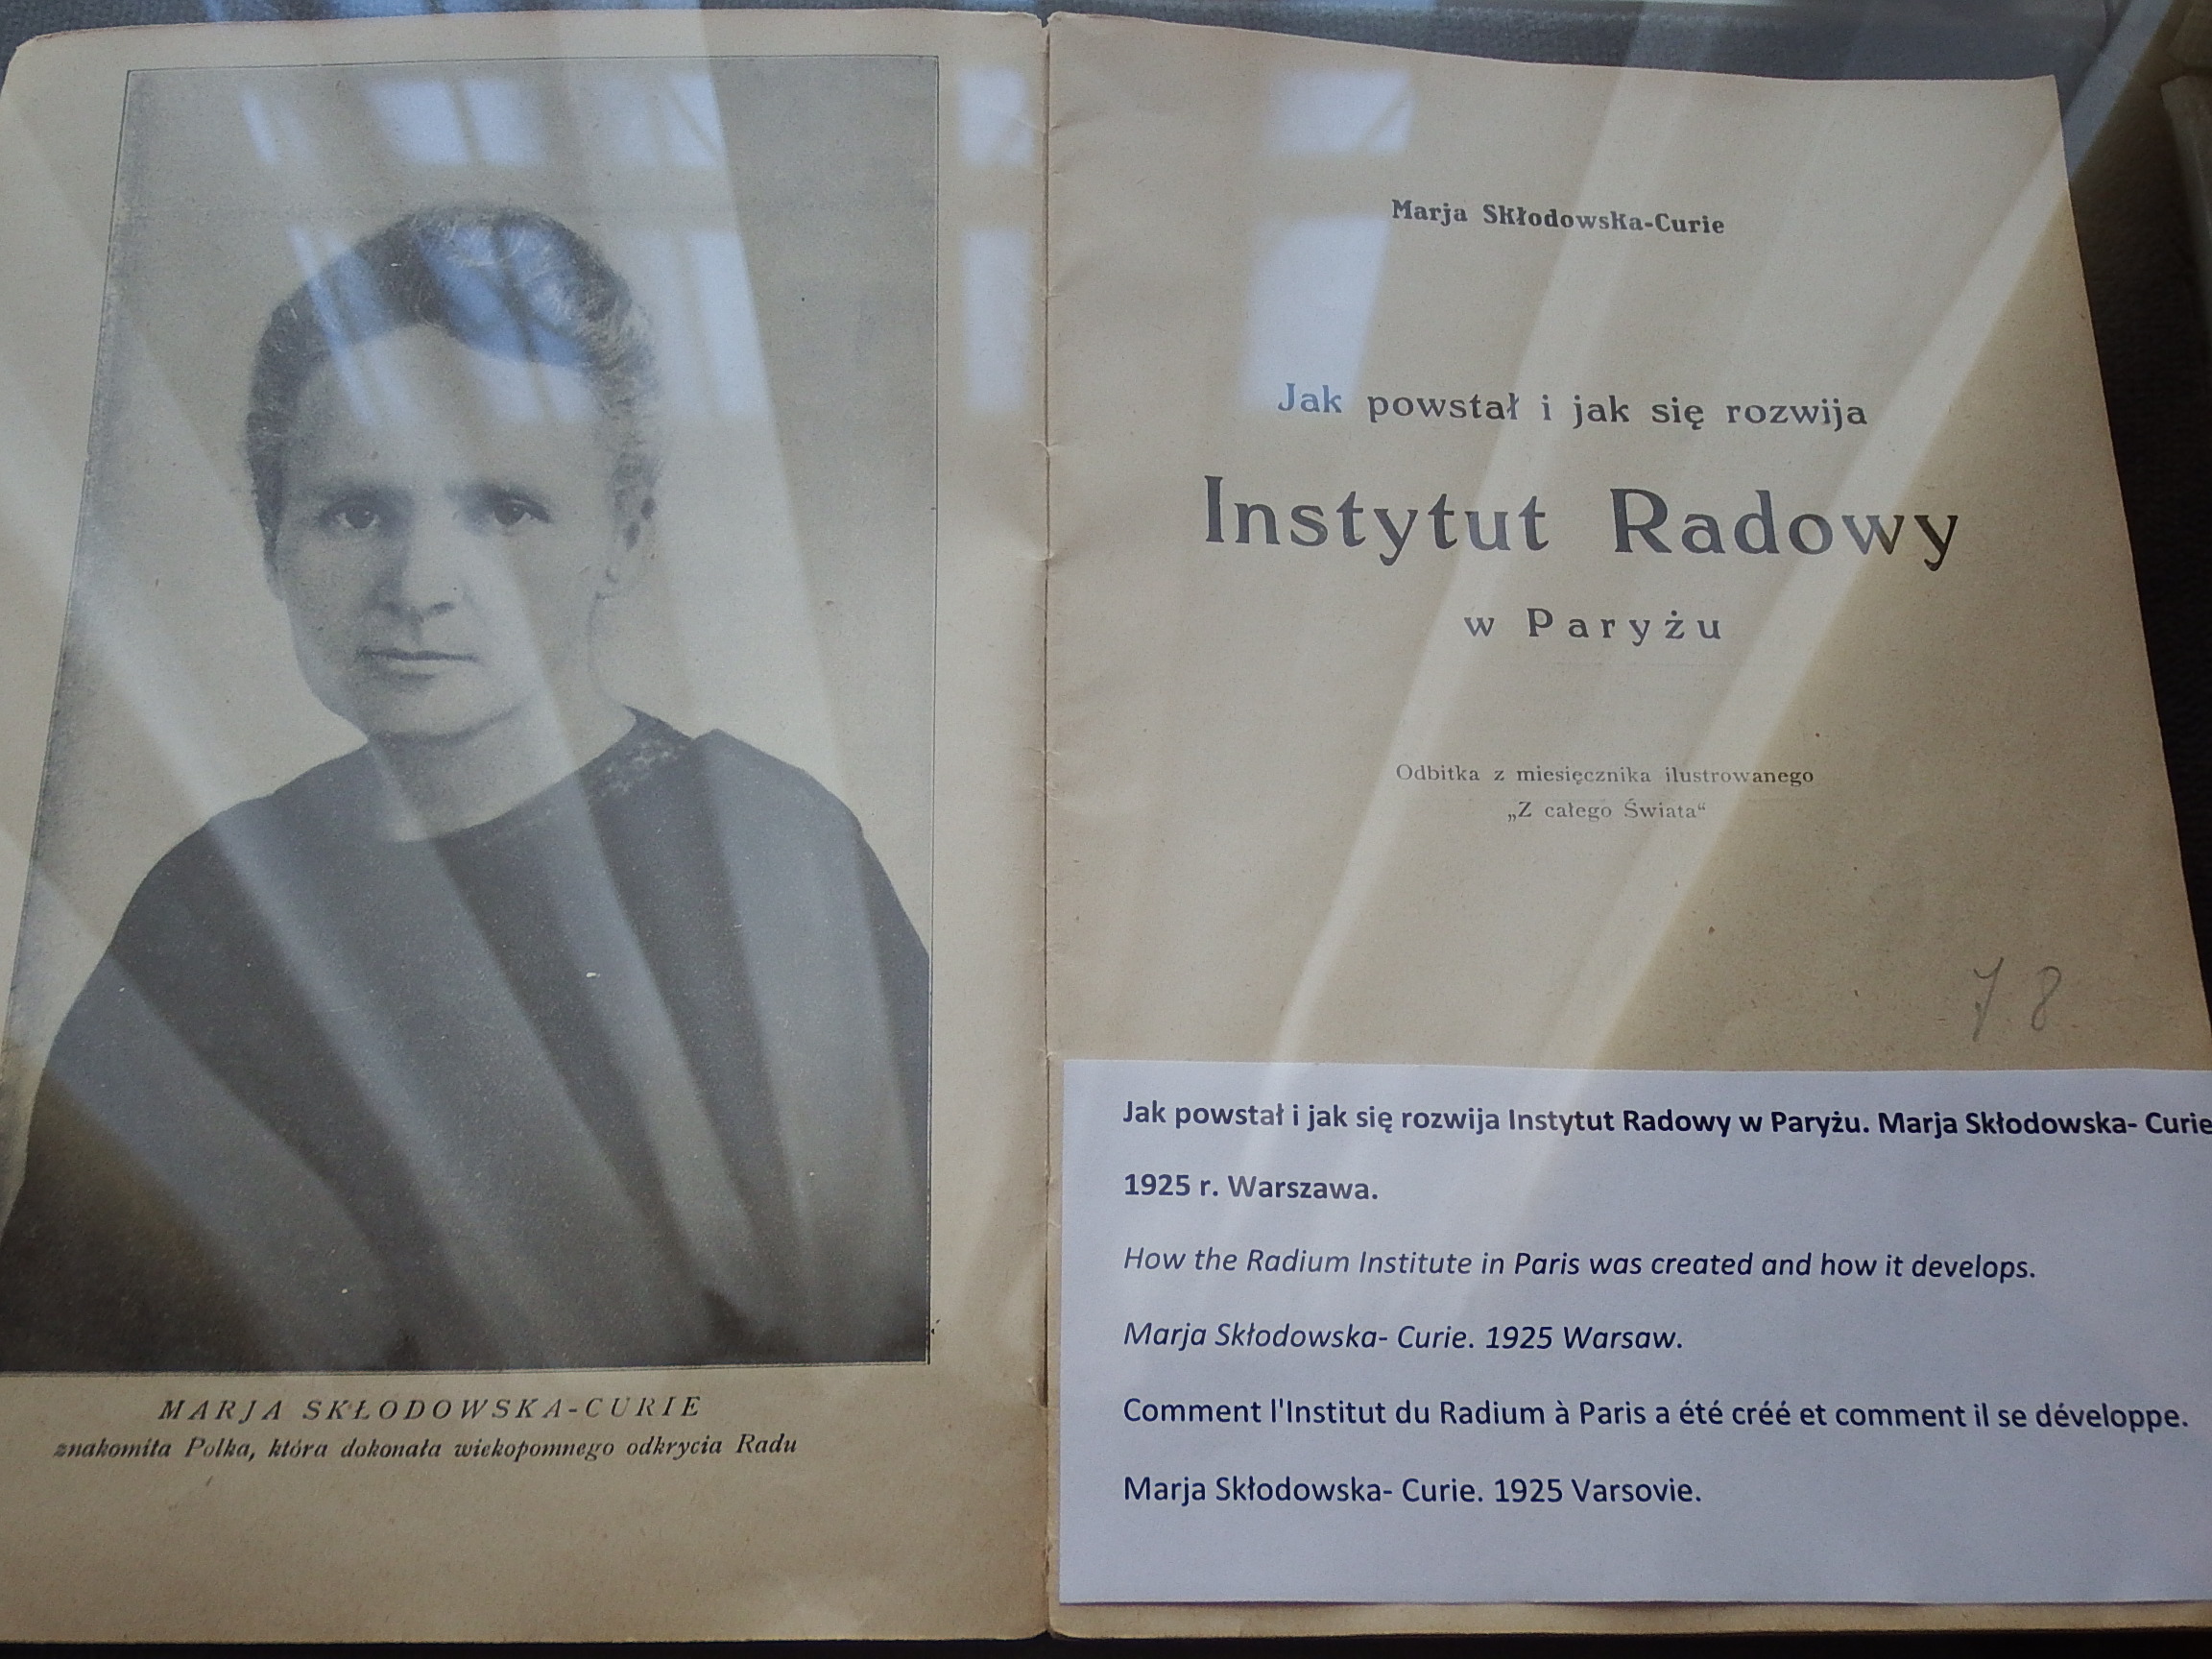 MARJA SKŁODOWSKA-CURIE
znakomita Polka, która dokonała wiekopomnego odkrycia Radu
Marja Skłodowska-Curie
Jak powstał i jak się rozwija
Instytut Radowy
w Paryżu
Odbitka z miesięcznika ilustrowanego
„Z całego Świata“
78
Jak powstał i jak się rozwija Instytut Radowy w Paryżu. Marja Skłodowska- Curie
1925 r. Warszawa.
How the Radium Institute in Paris was created and how it develops.
Marja Skłodowska- Curie. 1925 Warsaw.
Comment l'Institut du Radium à Paris a été créé et comment il se développe.
Marja Skłodowska- Curie. 1925 Varsovie.